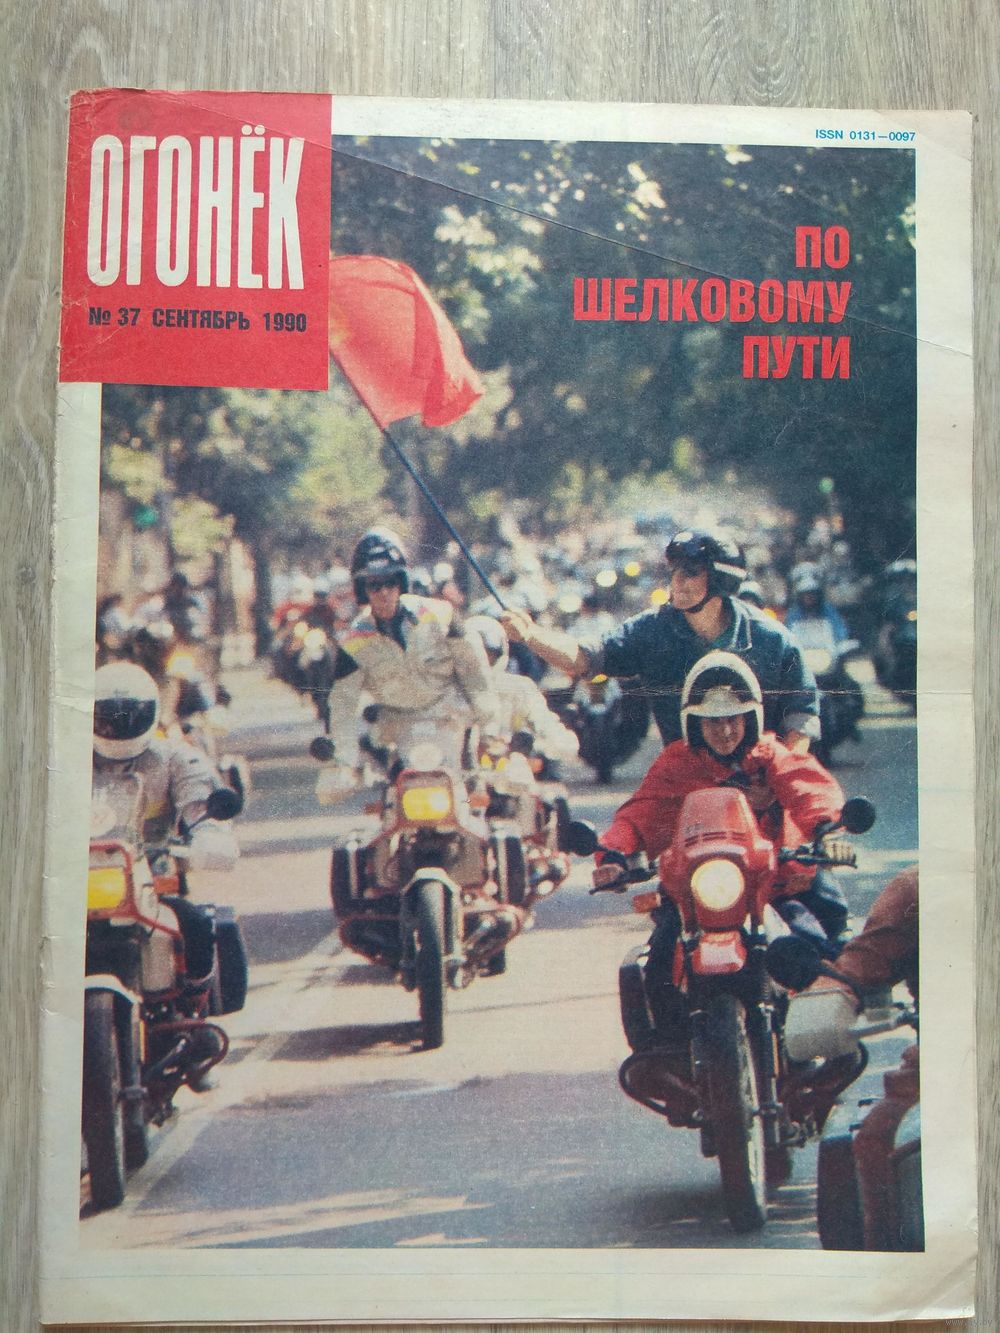 ISSN 0131—0097
ОГОНЁК
№ 37 СЕНТЯБРЬ 1990
ПО
ШЕЛКОВОМУ
ПУТИ